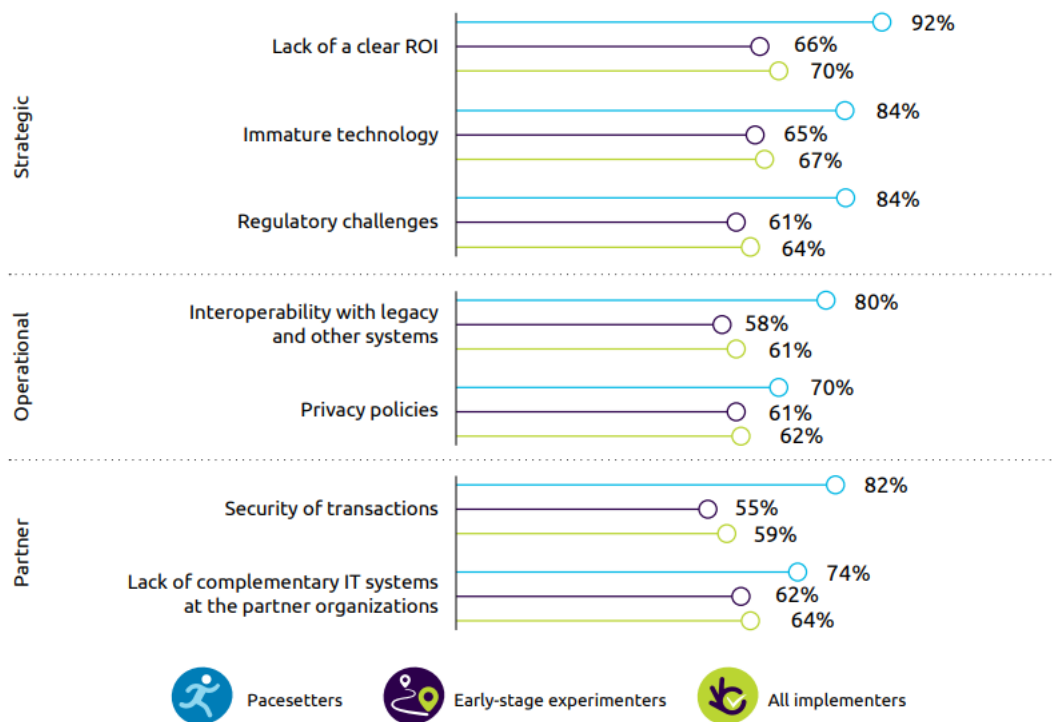 Strategic
Lack of a clear ROI
92%
66%
70%
Immature technology
84%
65%
67%
Regulatory challenges
84%
61%
64%
Operational
Interoperability with legacy
and other systems
80%
58%
61%
Privacy policies
70%
61%
62%
Partner
Security of transactions
82%
55%
59%
Lack of complementary IT systems
at the partner organizations
74%
62%
64%
Pacesetters
Early-stage experimenters
All implementers